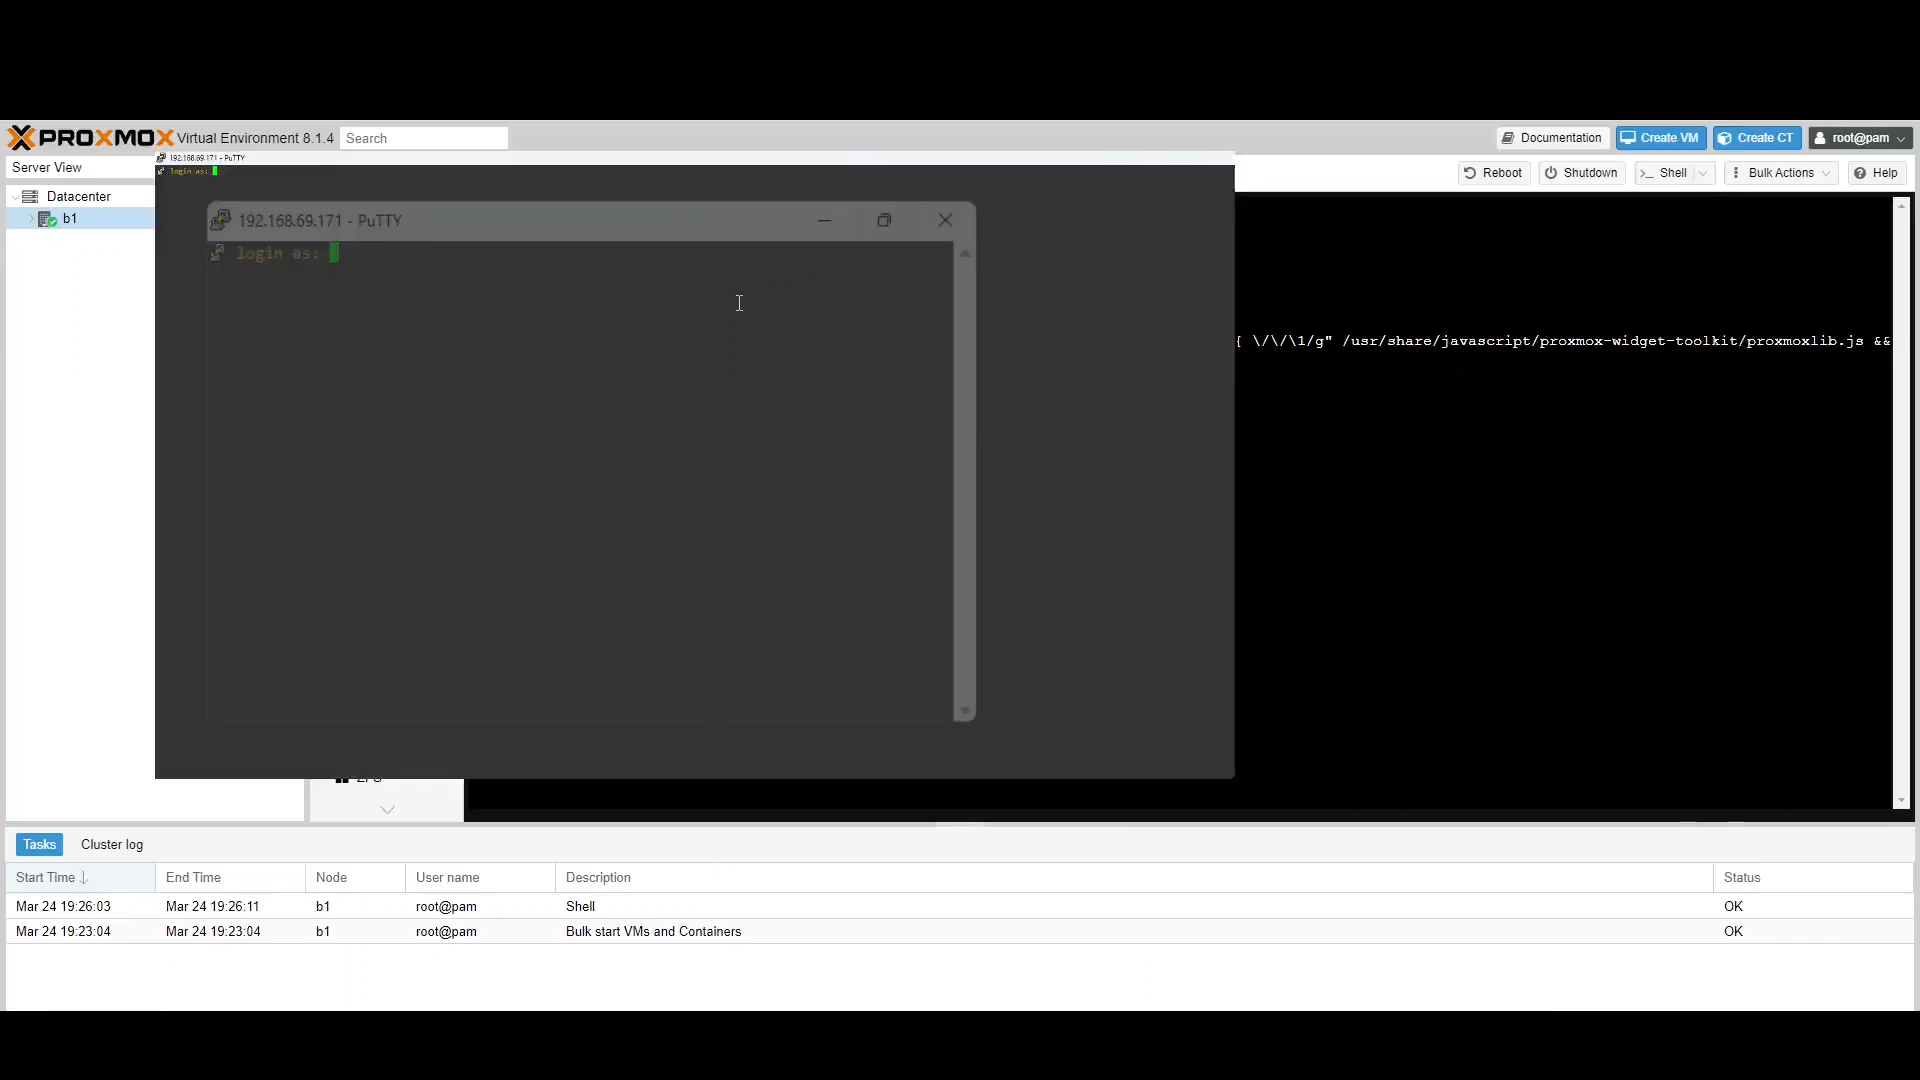 PROXMOX Virtual Environment 8.1.4 Search Documentation Create VM Create CT root@pam
Server View
192.168.69.171 - PuTTY
login as:
Reboot Shutdown >_ Shell Bulk Actions Help
Datacenter
b1
192.168.69.171 - PuTTY
login as:
{ \/\/\1/g" /usr/share/javascript/proxmox-widget-toolkit/proxmoxlib.js &&
Tasks Cluster log
Start Time End Time Node User name Description Status
Mar 24 19:26:03 Mar 24 19:26:11 b1 root@pam Shell OK
Mar 24 19:23:04 Mar 24 19:23:04 b1 root@pam Bulk start VMs and Containers OK